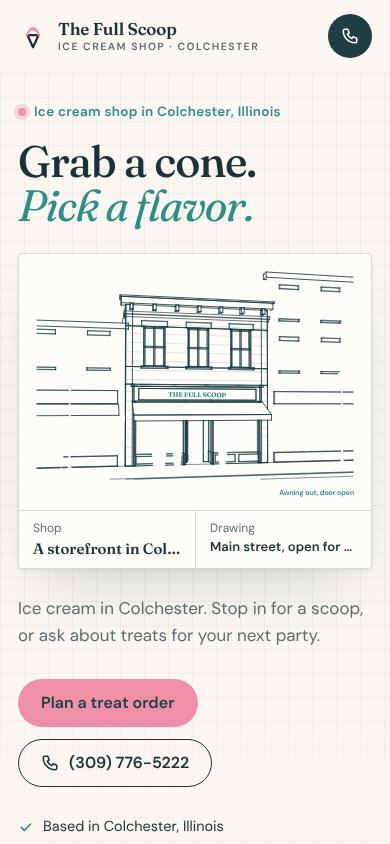 The Full Scoop
ICE CREAM SHOP · COLCHESTER
Ice cream shop in Colchester, Illinois
Grab a cone.
Pick a flavor.
THE FULL SCOOP
Awning out, door open
Shop
A storefront in Col...
Drawing
Main street, open for ...
Ice cream in Colchester. Stop in for a scoop,
or ask about treats for your next party.
Plan a treat order
(309) 776-5222
Based in Colchester, Illinois